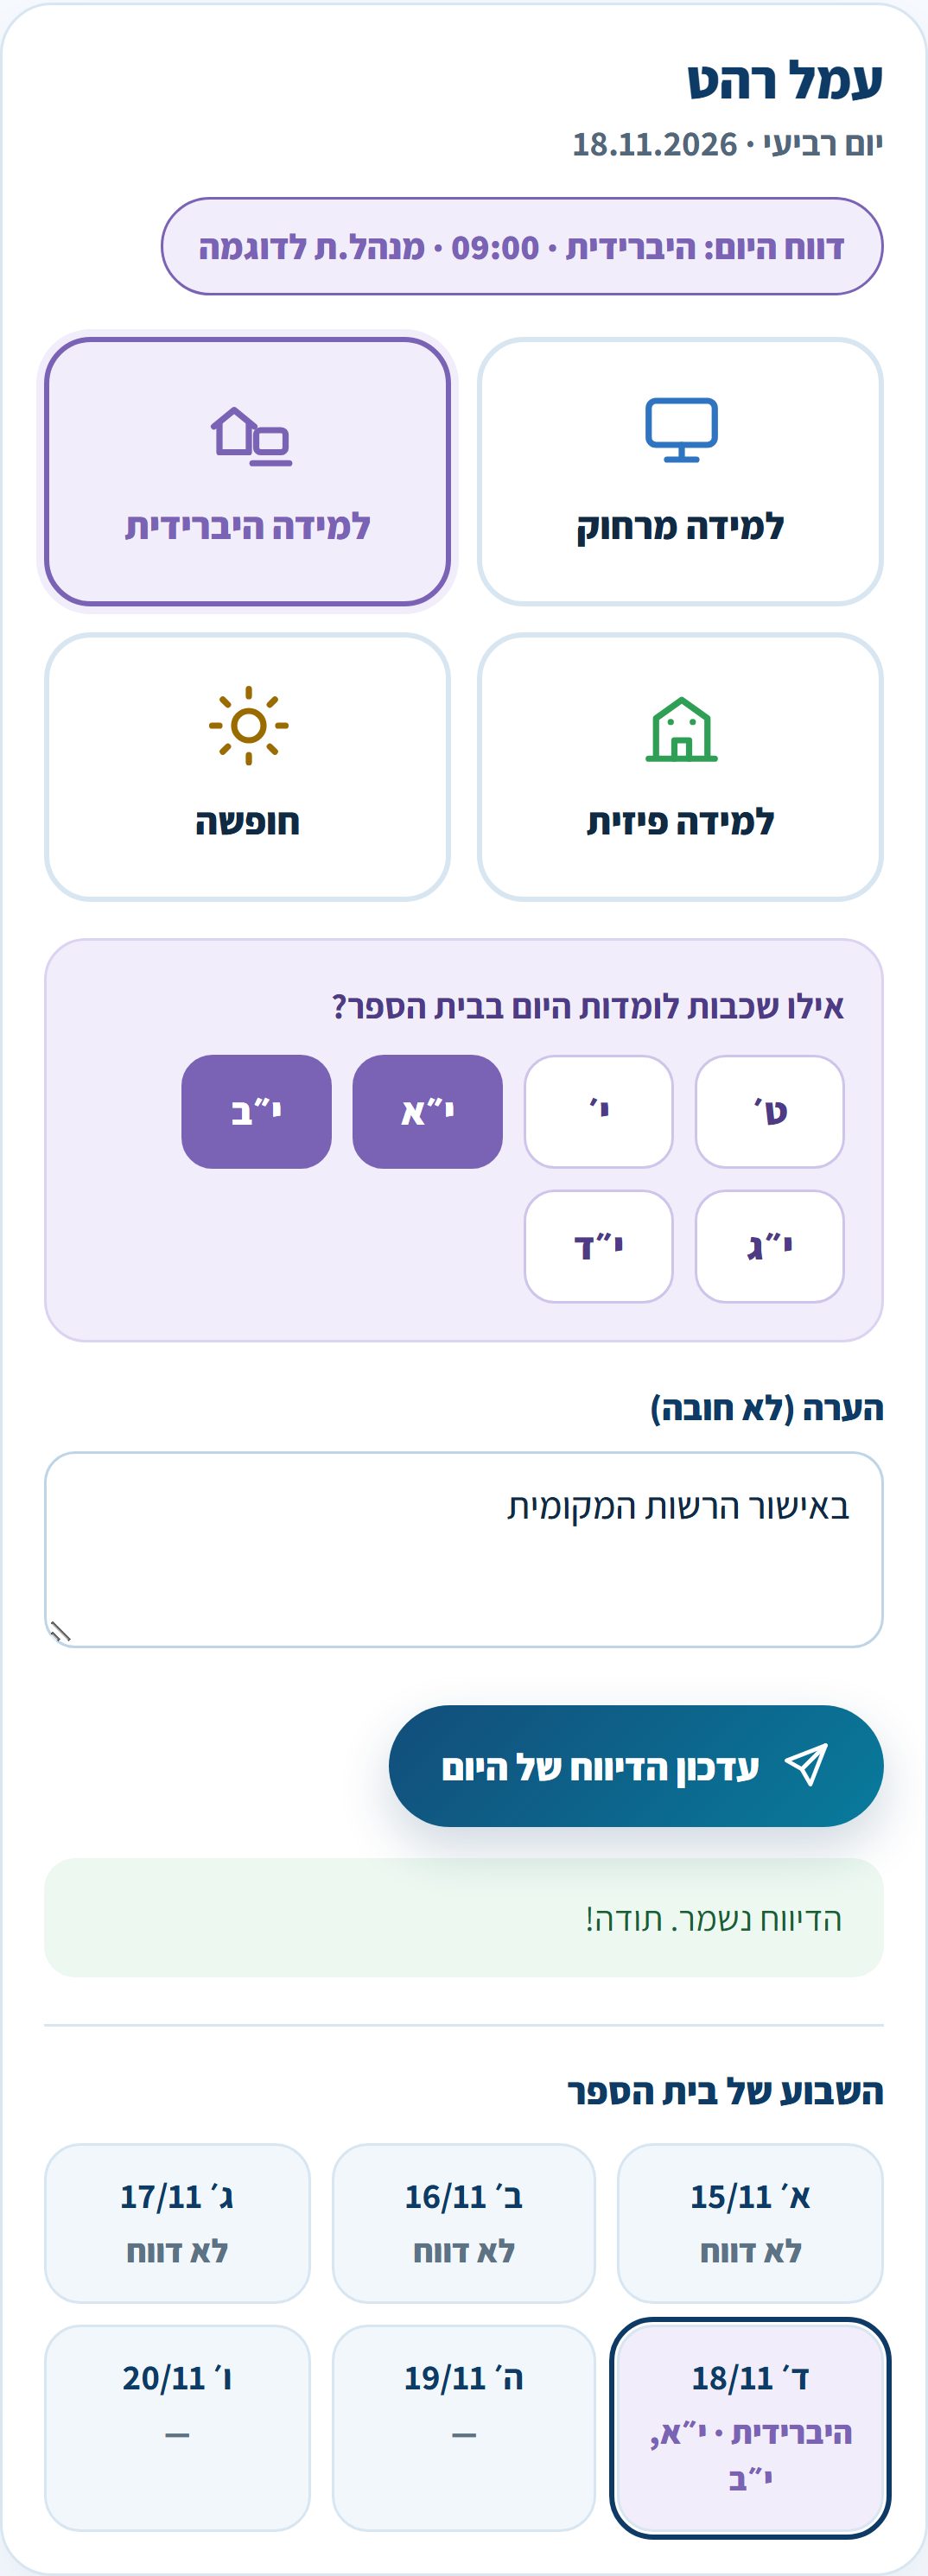 עמל רהט
יום רביעי · 18.11.2026
דווח היום: היברידית · 09:00 · מנהל.ת לדוגמה
למידה מרחוק
למידה היברידית
למידה פיזית
חופשה
אילו שכבות לומדות היום בבית הספר?
ט׳
י׳
י״א
י״ב
י״ג
י״ד
הערה (לא חובה)
באישור הרשות המקומית
עדכון הדיווח של היום
הדיווח נשמר. תודה!
השבוע של בית הספר
א׳ 15/11
לא דווח
ב׳ 16/11
לא דווח
ג׳ 17/11
לא דווח
ד׳ 18/11
היברידית · י״א,
י״ב
ה׳ 19/11
—
ו׳ 20/11
—